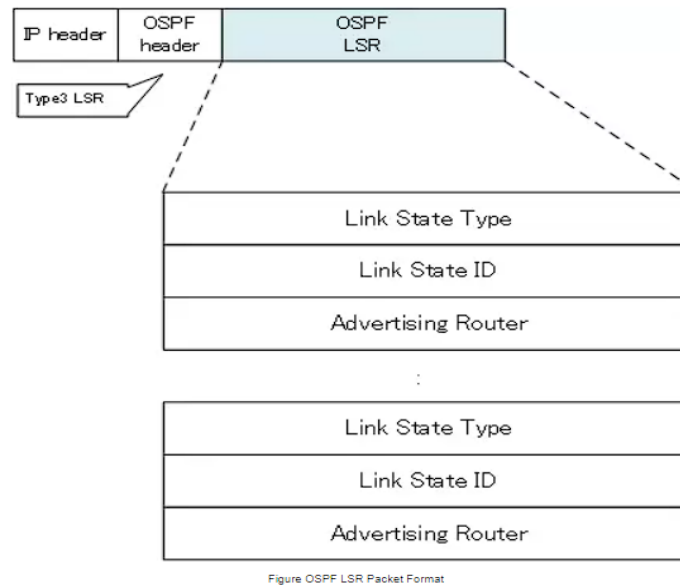 IP header
OSPF
header
OSPF
LSR
Type3 LSR
Link State Type
Link State ID
Advertising Router
:
Link State Type
Link State ID
Advertising Router
Figure OSPF LSR Packet Format